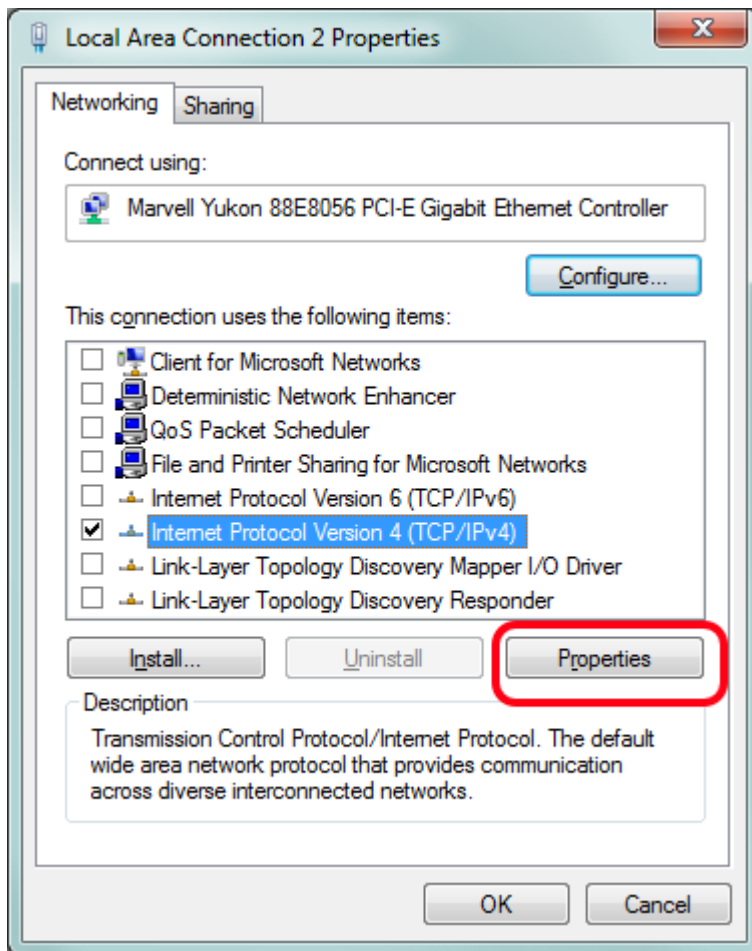 Local Area Connection 2 Properties
Networking
Sharing
Connect using:
Marvell Yukon 88E8056 PCI-E Gigabit Ethernet Controller
Configure...
This connection uses the following items:
Client for Microsoft Networks
Deterministic Network Enhancer
QoS Packet Scheduler
File and Printer Sharing for Microsoft Networks
Internet Protocol Version 6 (TCP/IPv6)
Internet Protocol Version 4 (TCP/IPv4)
Link-Layer Topology Discovery Mapper I/O Driver
Link-Layer Topology Discovery Responder
Install...
Uninstall
Properties
Description
Transmission Control Protocol/Internet Protocol. The default
wide area network protocol that provides communication
across diverse interconnected networks.
OK
Cancel